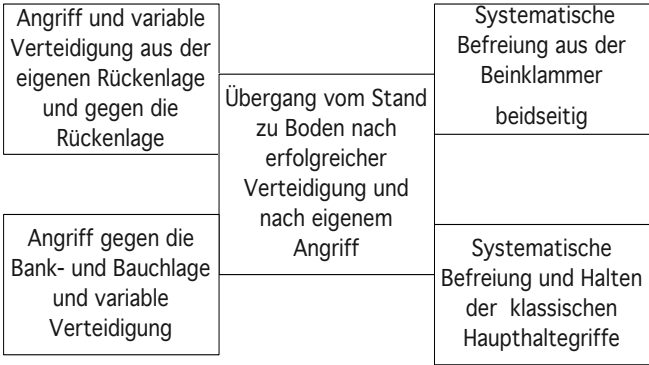 Angriff und variable
Verteidigung aus der
eigenen Rückenlage
und gegen die
Rückenlage
Angriff gegen die
Bank- und Bauchlage
und variable
Verteidigung
Übergang vom Stand
zu Boden nach
erfolgreicher
Verteidigung und
nach eigenem
Angriff
Systematische
Befreiung aus der
Beinklammer
beidseitig
Systematische
Befreiung und Halten
der klassischen
Haupthaltegriffe